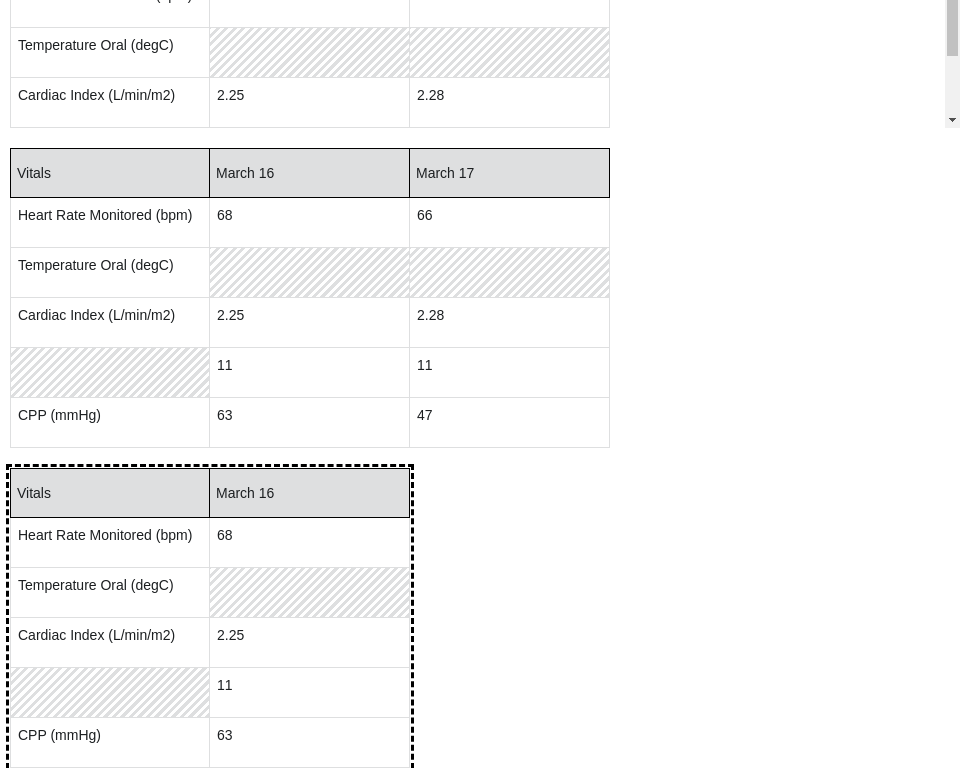 Temperature Oral (degC)
Cardiac Index (L/min/m2) 2.25 2.28
Vitals March 16 March 17
Heart Rate Monitored (bpm) 68 66
Temperature Oral (degC)
Cardiac Index (L/min/m2) 2.25 2.28
11 11
CPP (mmHg) 63 47
Vitals March 16
Heart Rate Monitored (bpm) 68
Temperature Oral (degC)
Cardiac Index (L/min/m2) 2.25
11
CPP (mmHg) 63